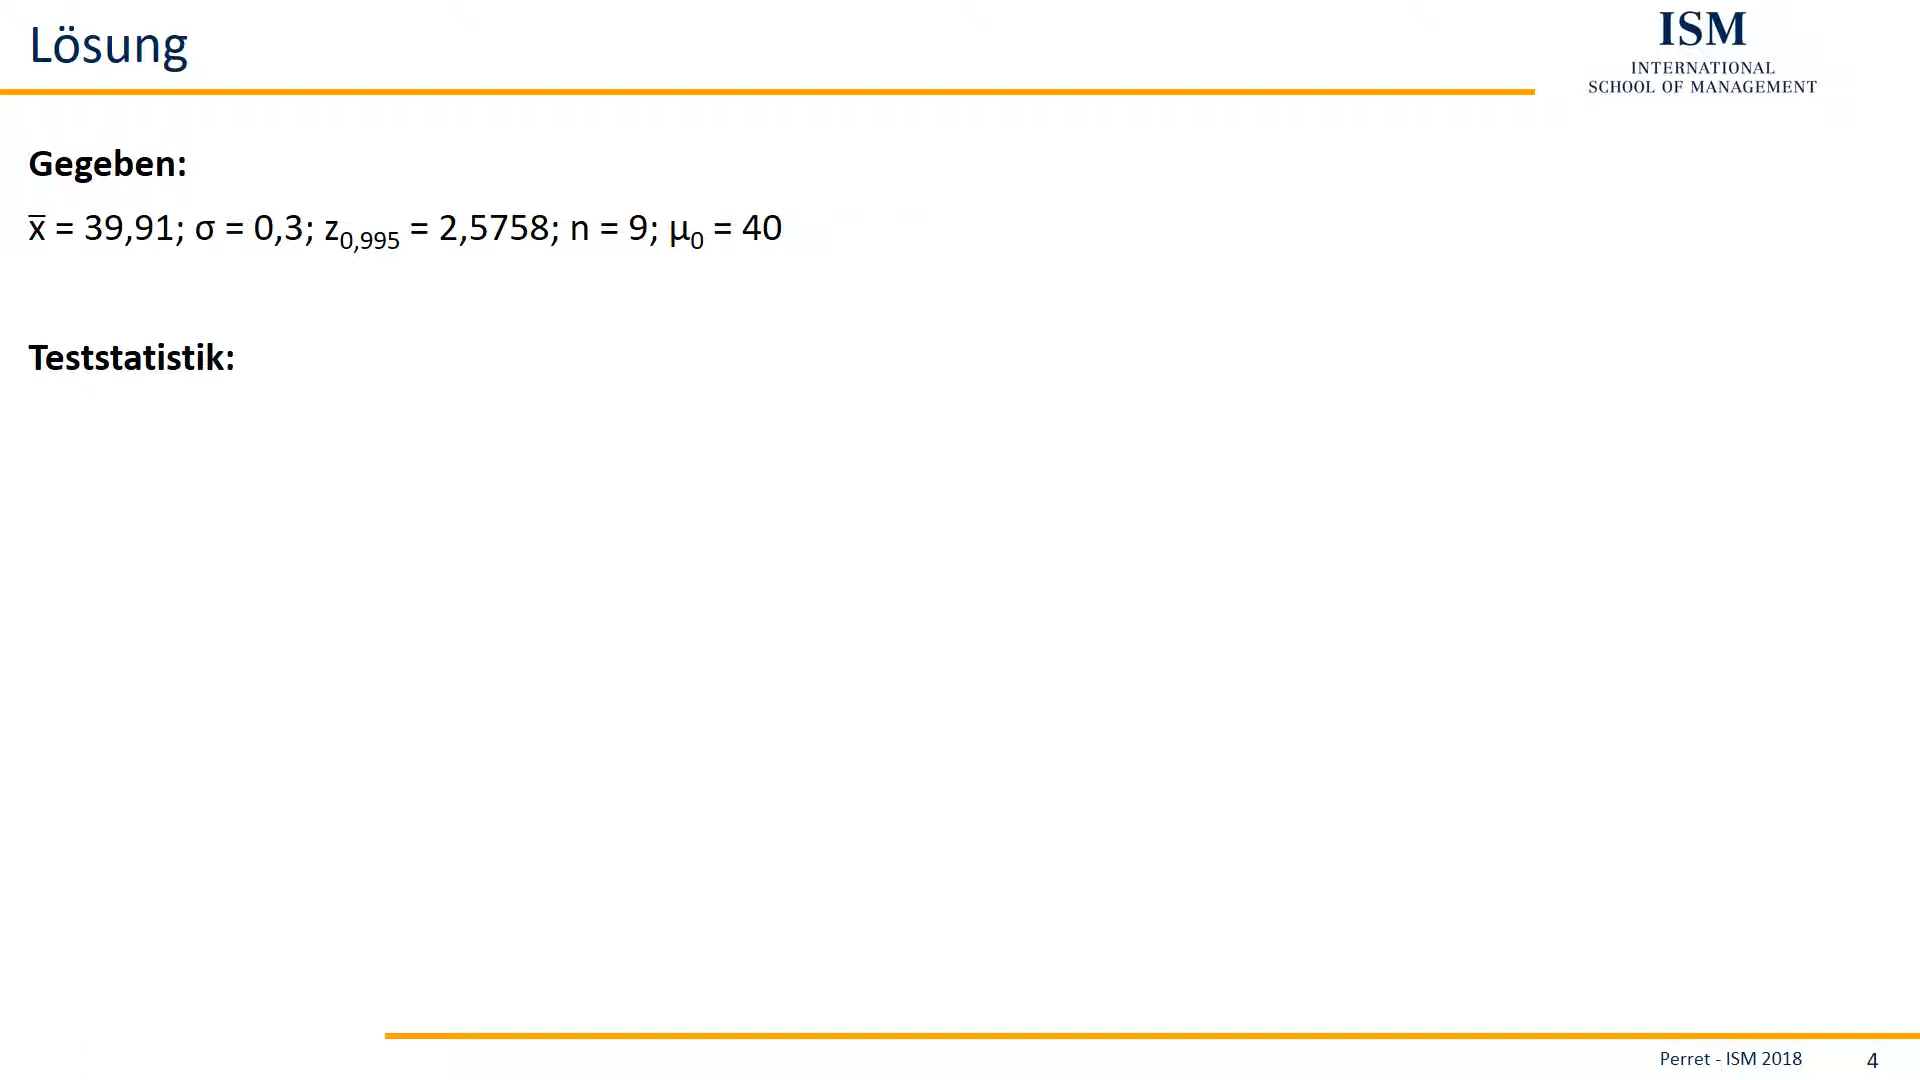 Lösung
ISM
INTERNATIONAL
SCHOOL OF MANAGEMENT
Gegeben:
x̅ = 39,91; σ = 0,3; z₀,₉₉₅ = 2,5758; n = 9; μ₀ = 40
Teststatistik:
Perret - ISM 2018
4